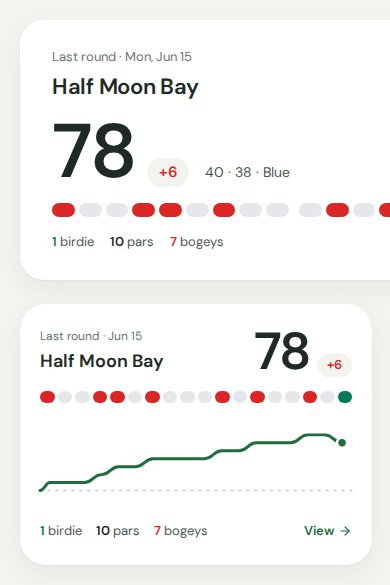 Last round · Mon, Jun 15
Half Moon Bay
78 +6 40 · 38 · Blue
1 birdie 10 pars 7 bogeys
Last round · Jun 15
Half Moon Bay
78 +6
1 birdie 10 pars 7 bogeys View →